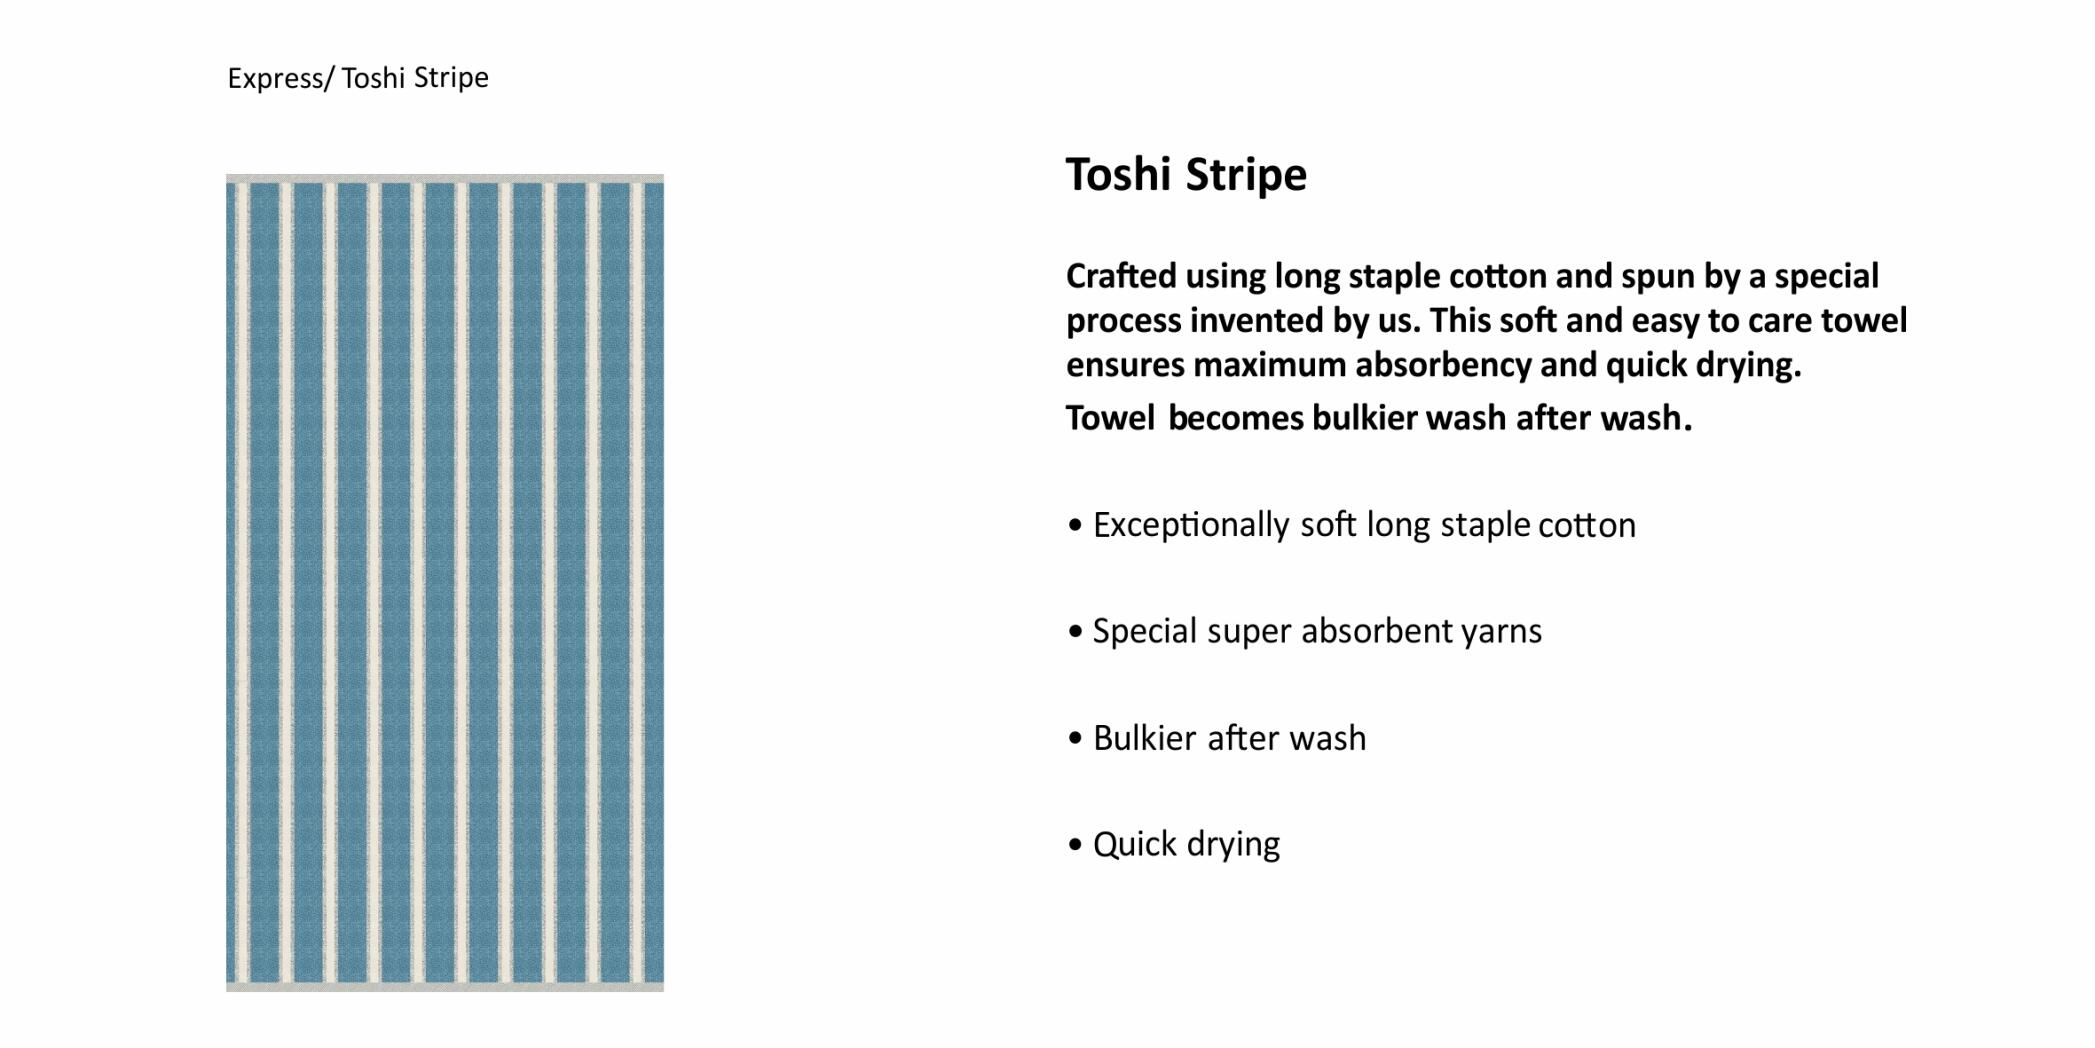 Express/ Toshi Stripe
Toshi Stripe
Crafted using long staple cotton and spun by a special
process invented by us. This soft and easy to care towel
ensures maximum absorbency and quick drying.
Towel becomes bulkier wash after wash.
• Exceptionally soft long staple cotton
• Special super absorbent yarns
• Bulkier after wash
• Quick drying